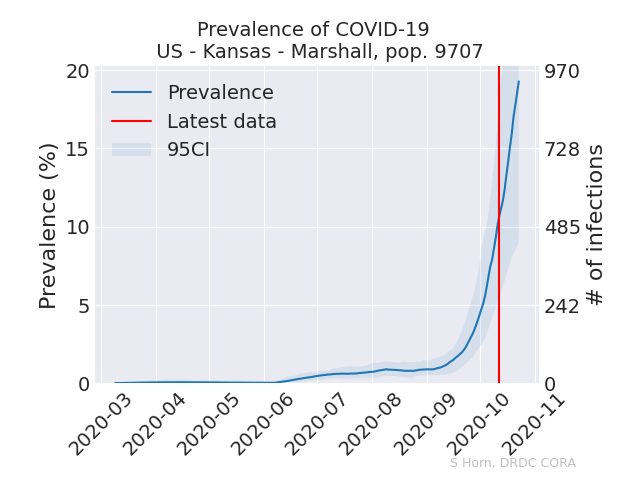 Prevalence of COVID-19
US - Kansas - Marshall, pop. 9707
Prevalence
Latest data
95CI
Prevalence (%)
20
15
10
5
0
970
728
485
242
0
# of infections
2020-03
2020-04
2020-05
2020-06
2020-07
2020-08
2020-09
2020-10
2020-11
S Horn, DRDC CORA